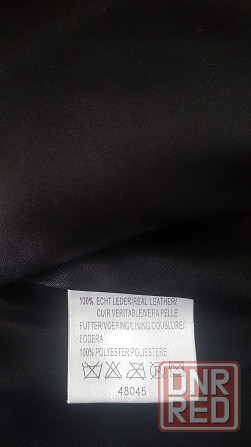 100% ECHT LEDER/REAL LEATHER/
CUIR VERITABLE/VERA PELLE
FUTTER/VOERING/LINING/DOUBLURE/
FODERA
100% POLYESTER/POLIESTERE
48045
DNR
RED